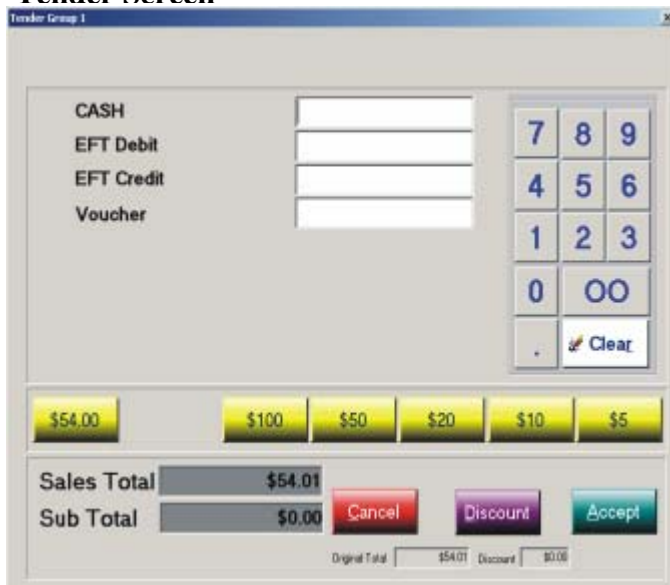 Tender Screen
Tender Group 1
CASH
EFT Debit
EFT Credit
Voucher
7 8 9
4 5 6
1 2 3
0 00
. Clear
$54.00 $100 $50 $20 $10 $5
Sales Total $54.01
Sub Total $0.00
Cancel Discount Accept
Original Total $54.01 Discount $0.00